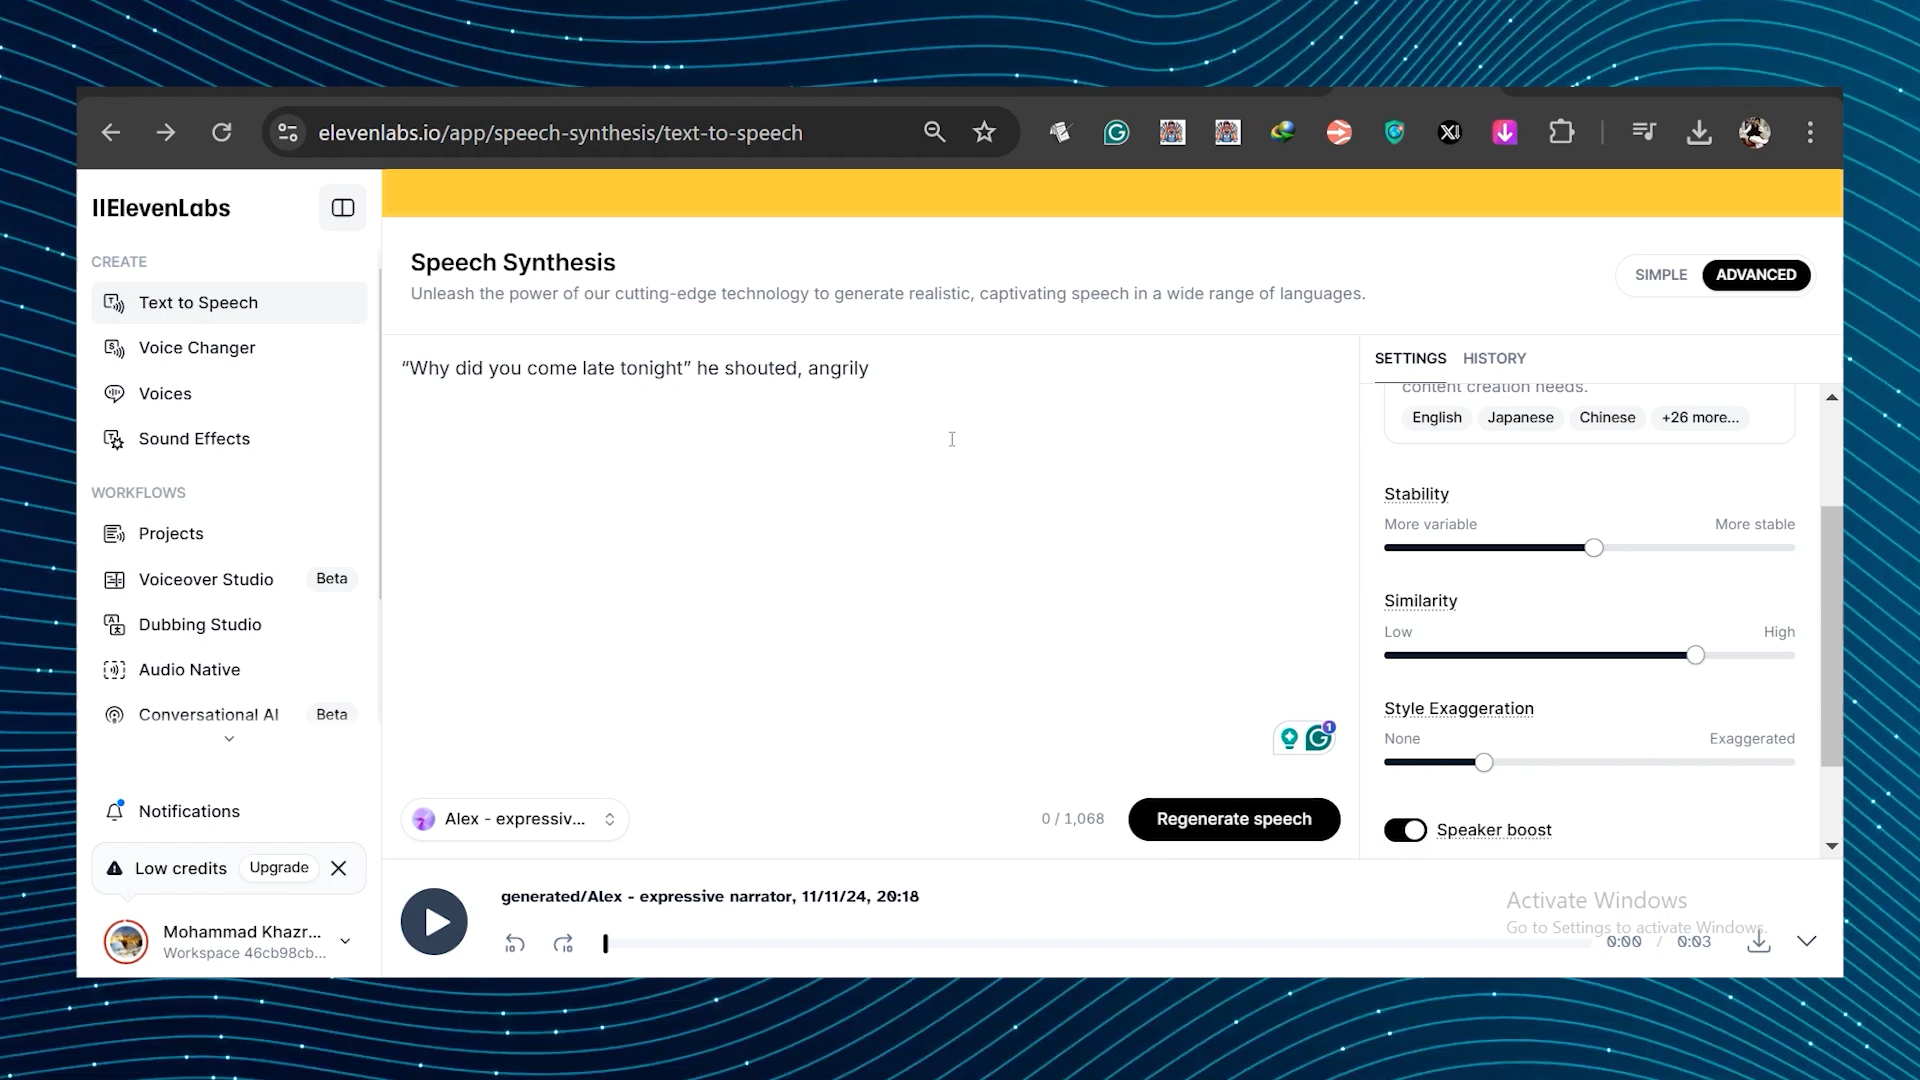 elevenlabs.io/app/speech-synthesis/text-to-speech
IIElevenLabs
CREATE
Text to Speech
Voice Changer
Voices
Sound Effects
WORKFLOWS
Projects
Voiceover Studio Beta
Dubbing Studio
Audio Native
Conversational AI Beta
Notifications
Low credits Upgrade
Mohammad Khazr...
Workspace 46cb98cb...
Speech Synthesis
Unleash the power of our cutting-edge technology to generate realistic, captivating speech in a wide range of languages.
SIMPLE ADVANCED
“Why did you come late tonight” he shouted, angrily
1
Alex - expressiv...
0 / 1,068
Regenerate speech
SETTINGS HISTORY
content creation needs.
English Japanese Chinese +26 more...
Stability
More variable More stable
Similarity
Low High
Style Exaggeration
None Exaggerated
Speaker boost
generated/Alex - expressive narrator, 11/11/24, 20:18
10 10
0:00 / 0:03
Activate Windows
Go to Settings to activate Windows.